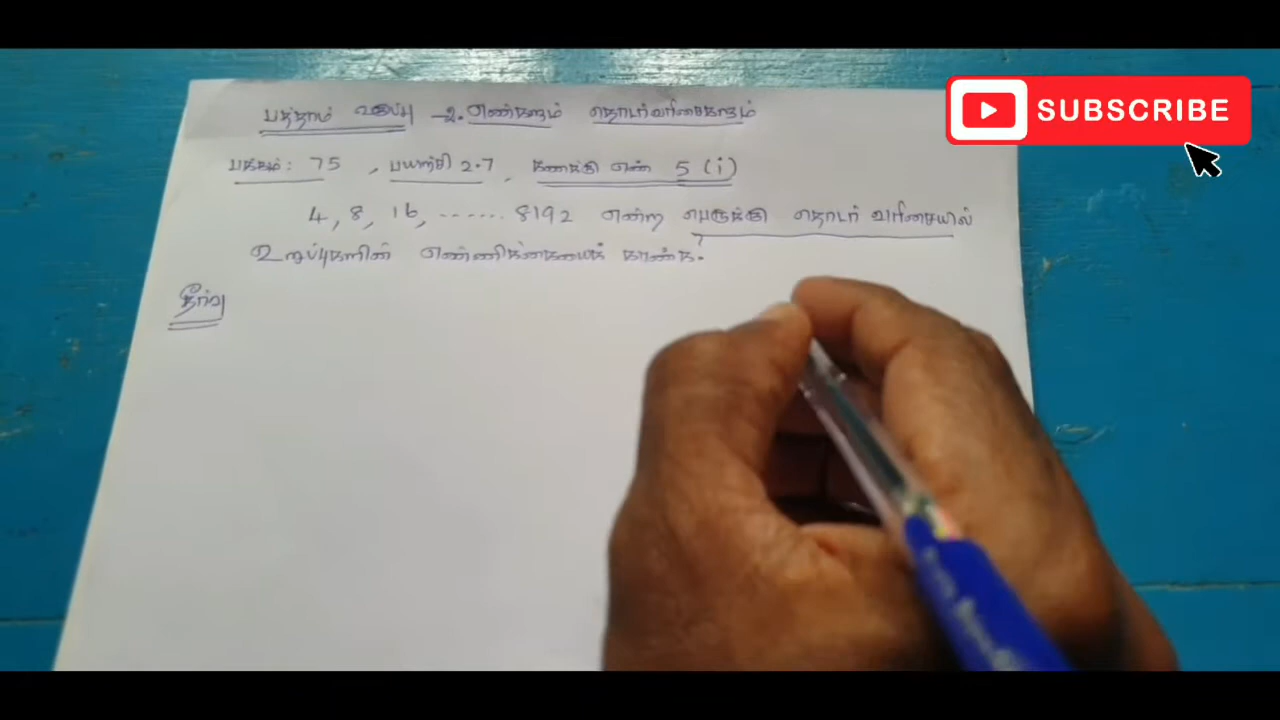 பத்தாம் வகுப்பு - 2. எண்களும் தொடர்வரிசைகளும்
SUBSCRIBE
பக்கம்: 75, பயிற்சி 2.7, கணக்கு எண் 5 (i)
4, 8, 16, ...... 8192 என்ற பெருக்கு தொடர் வரிசையில்
உறுப்புகளின் எண்ணிக்கையைக் காண்க?
தீர்வு